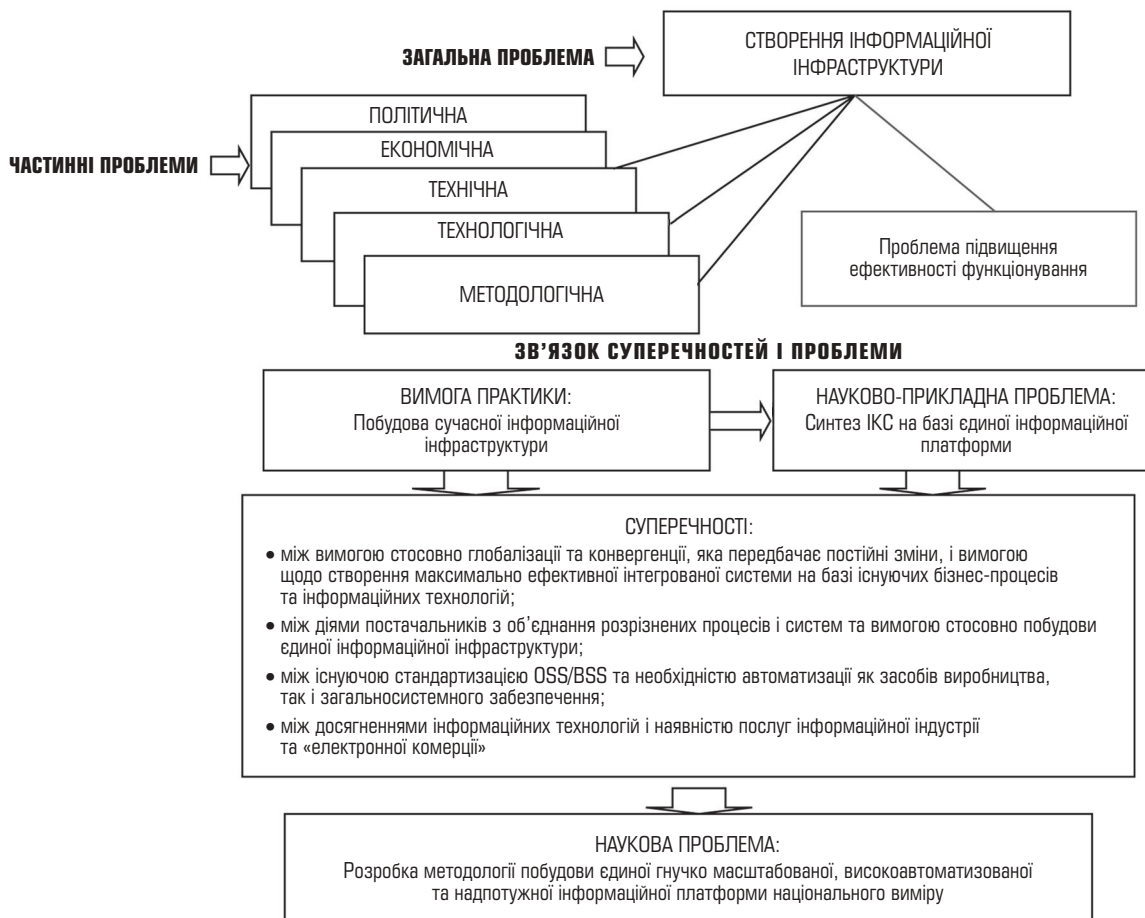 ЗАГАЛЬНА ПРОБЛЕМА
СТВОРЕННЯ ІНФОРМАЦІЙНОЇ
ІНФРАСТРУКТУРИ
ЧАСТИННІ ПРОБЛЕМИ
ПОЛІТИЧНА
ЕКОНОМІЧНА
ТЕХНІЧНА
ТЕХНОЛОГІЧНА
МЕТОДОЛОГІЧНА
Проблема підвищення
ефективності функціонування
ЗВ’ЯЗОК СУПЕРЕЧНОСТЕЙ І ПРОБЛЕМИ
ВИМОГА ПРАКТИКИ:
Побудова сучасної інформаційної
інфраструктури
НАУКОВО-ПРИКЛАДНА ПРОБЛЕМА:
Синтез ІКС на базі єдиної інформаційної
платформи
СУПЕРЕЧНОСТІ:
• між вимогою стосовно глобалізації та конвергенції, яка передбачає постійні зміни, і вимогою
щодо створення максимально ефективної інтегрованої системи на базі існуючих бізнес-процесів
та інформаційних технологій;
• між діями постачальників з об’єднання розрізнених процесів і систем та вимогою стосовно побудови
єдиної інформаційної інфраструктури;
• між існуючою стандартизацією OSS/BSS та необхідністю автоматизації як засобів виробництва,
так і загальносистемного забезпечення;
• між досягненнями інформаційних технологій і наявністю послуг інформаційної індустрії
та «електронної комерції»
НАУКОВА ПРОБЛЕМА:
Розробка методології побудови єдиної гнучко масштабованої, високоавтоматизованої
та надпотужної інформаційної платформи національного виміру